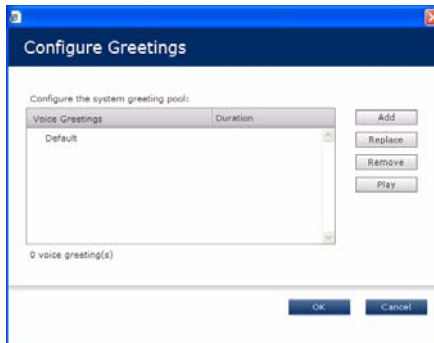 Configure Greetings
Configure the system greeting pool:
Voice Greetings Duration
Default
Add
Replace
Remove
Play
0 voice greeting(s)
OK Cancel